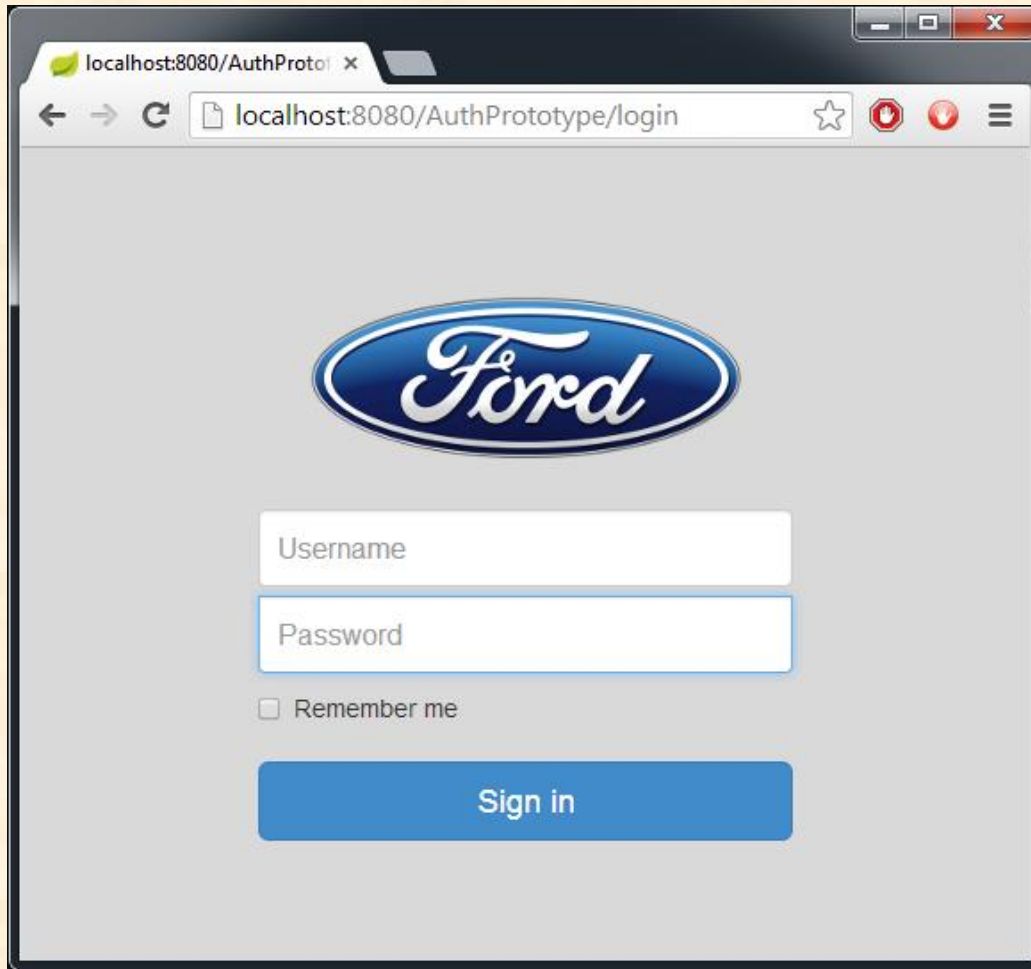 localhost:8080/AuthProtot
localhost:8080/AuthPrototype/login
Ford
Username
Password
Remember me
Sign in